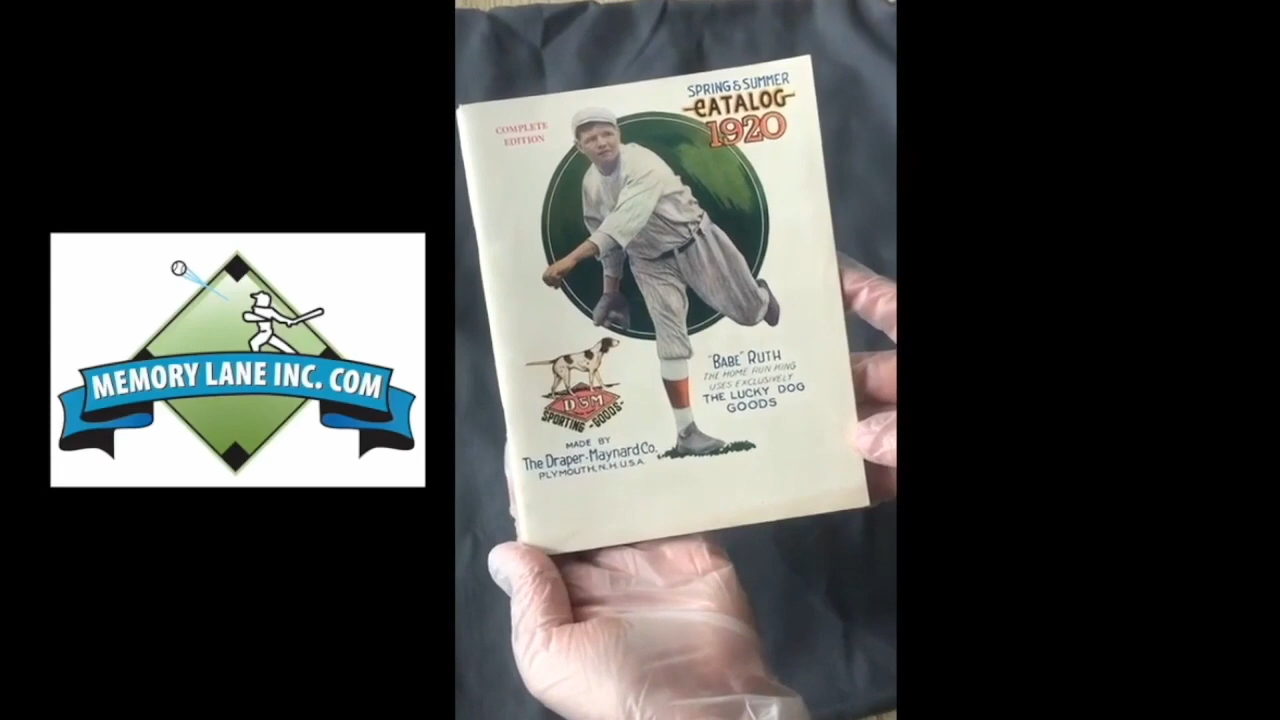 MEMORY LANE INC. COM
COMPLETE
EDITION
SPRING & SUMMER
CATALOG
1920
"BABE" RUTH
THE HOME RUN KING
USES EXCLUSIVELY
THE LUCKY DOG
GOODS
D&M
SPORTING-GOODS-
MADE BY
The Draper-Maynard Co.
PLYMOUTH, N.H. U.S.A.